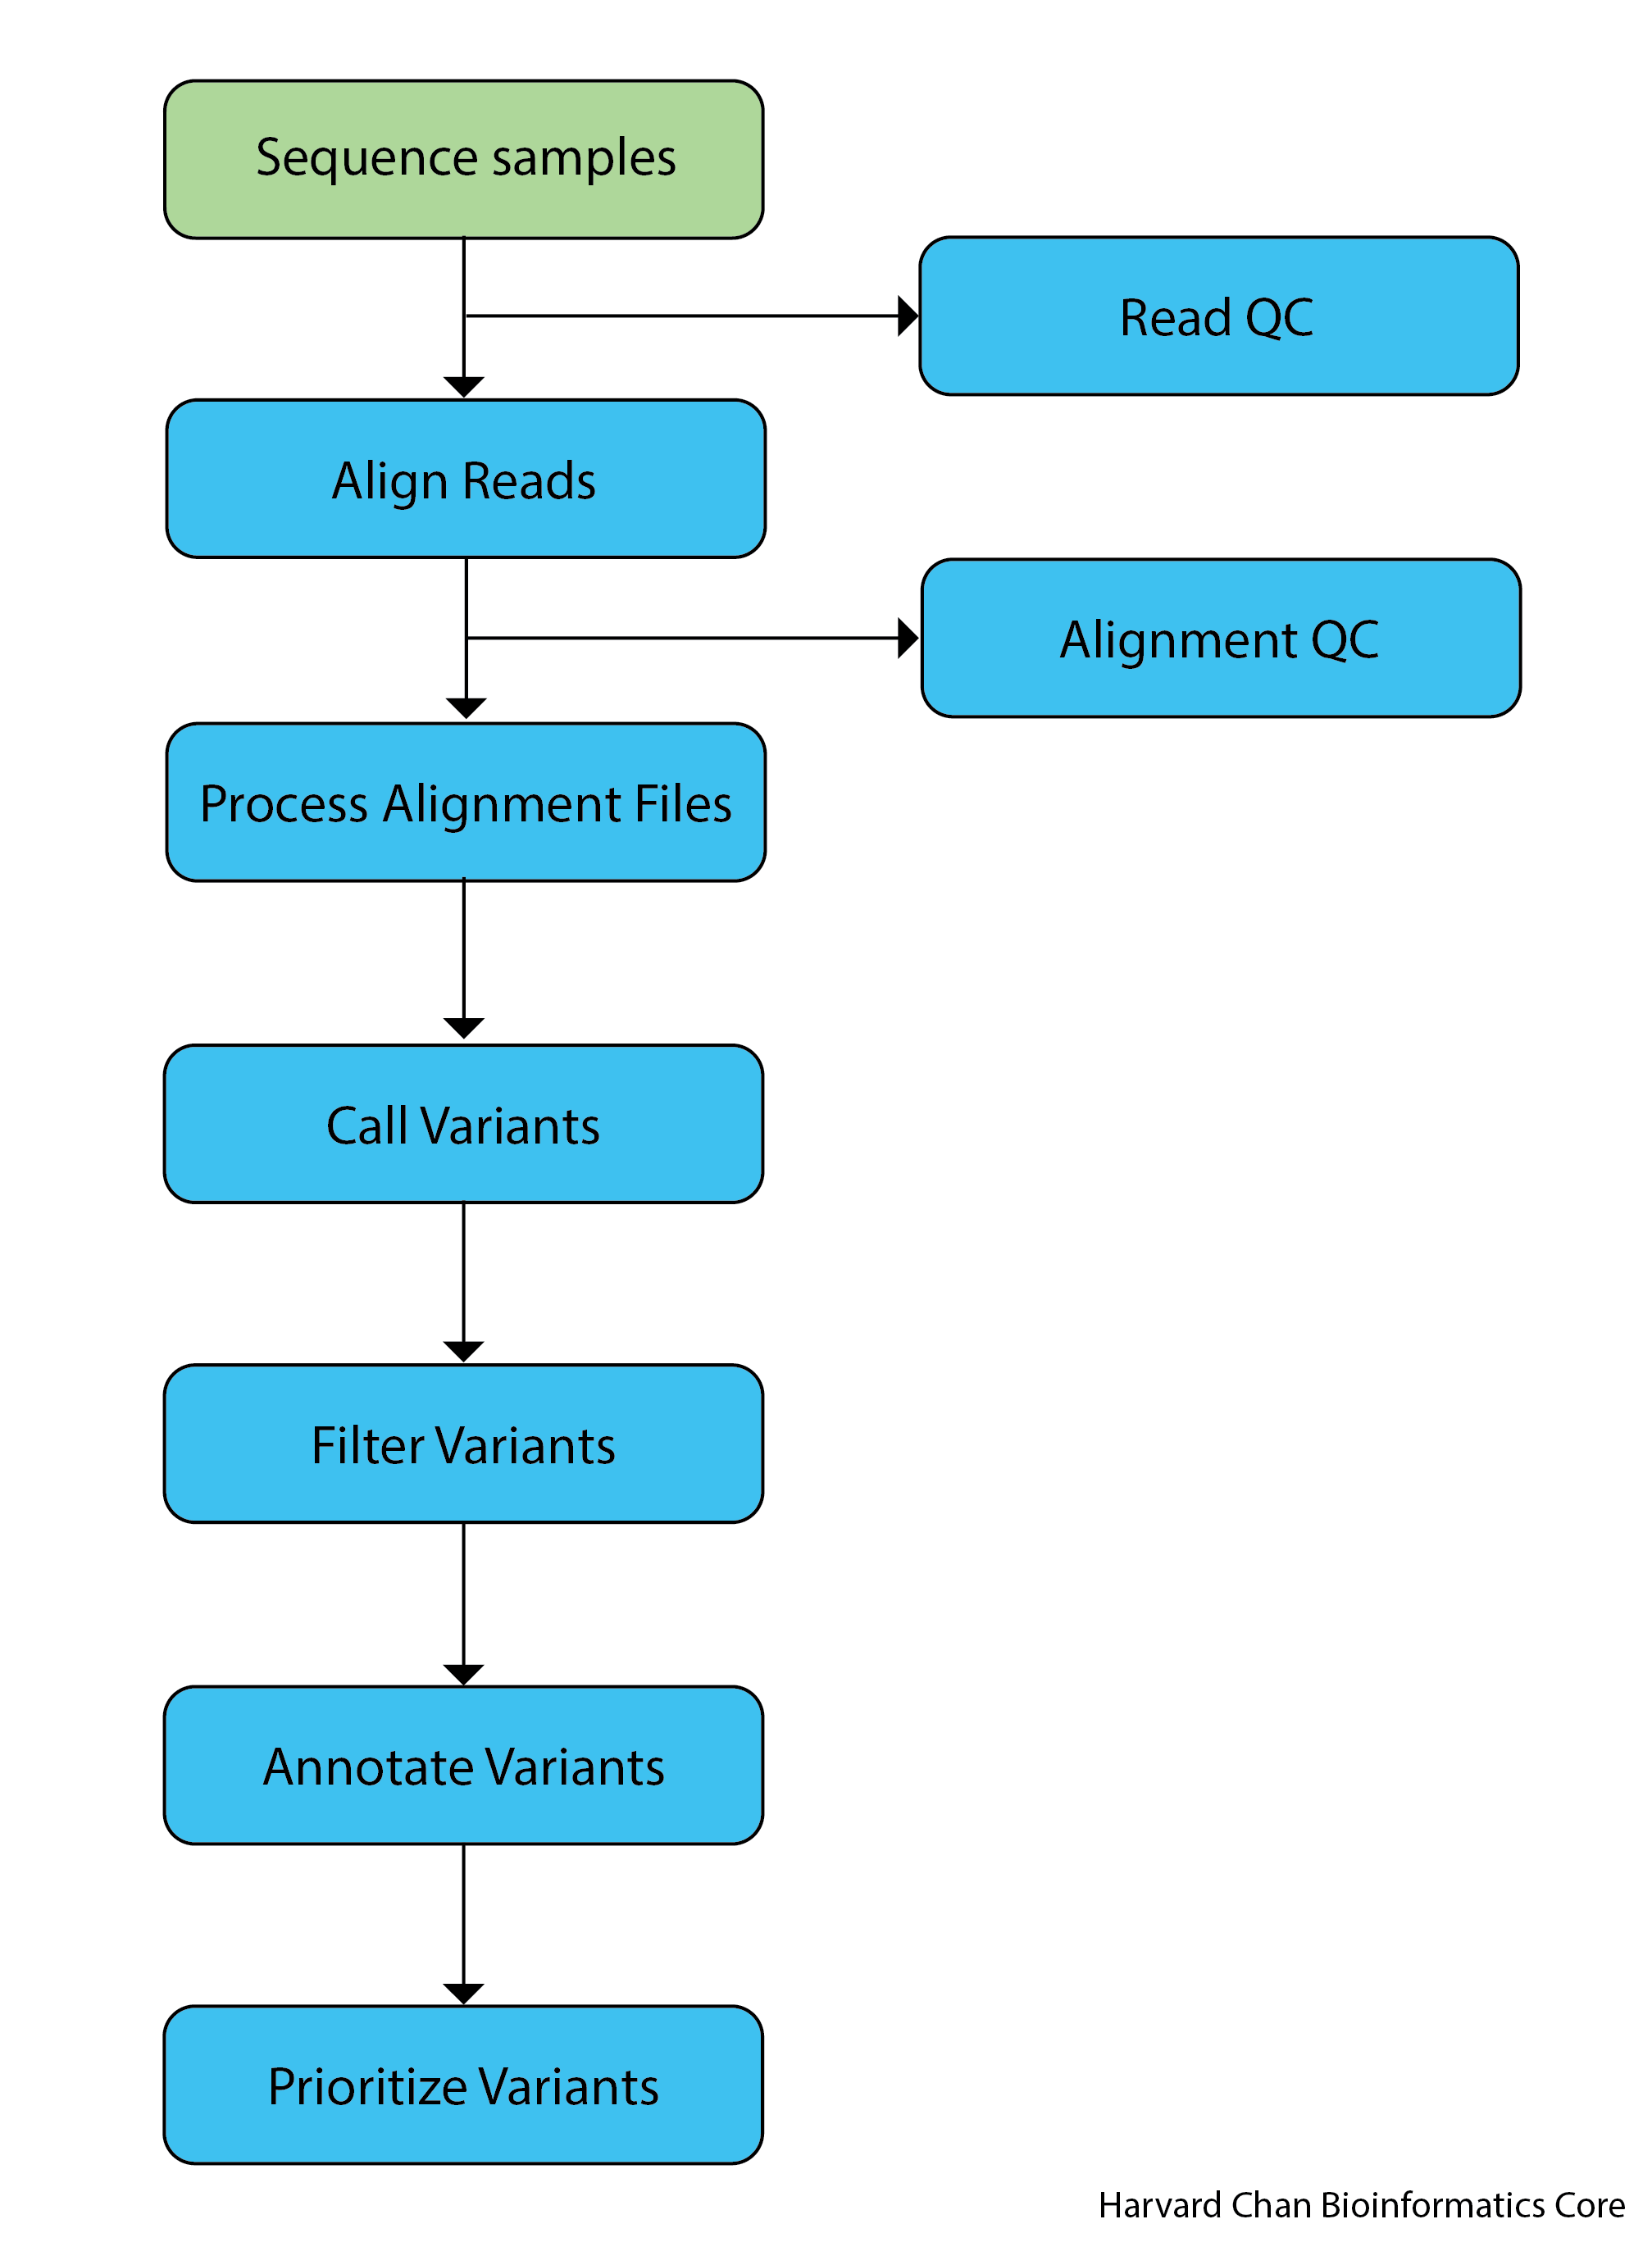 Sequence samples
Read QC
Align Reads
Alignment QC
Process Alignment Files
Call Variants
Filter Variants
Annotate Variants
Prioritize Variants
Harvard Chan Bioinformatics Core